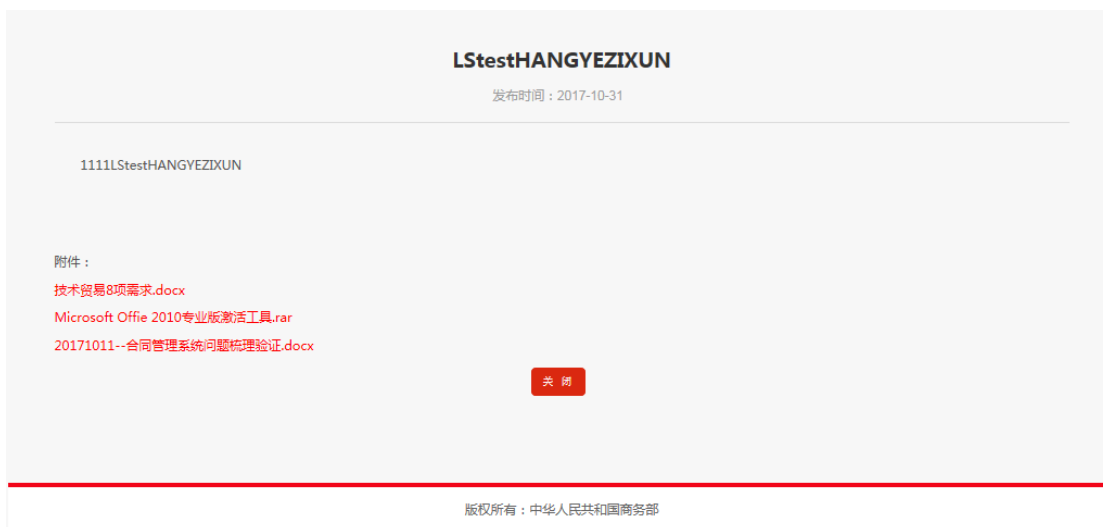 LStestHANGYEZIXUN
发布时间：2017-10-31
1111LStestHANGYEZIXUN
附件：
技术贸易8项需求.docx
Microsoft Offie 2010专业版激活工具.rar
20171011--合同管理系统问题梳理验证.docx
关 闭
版权所有：中华人民共和国商务部